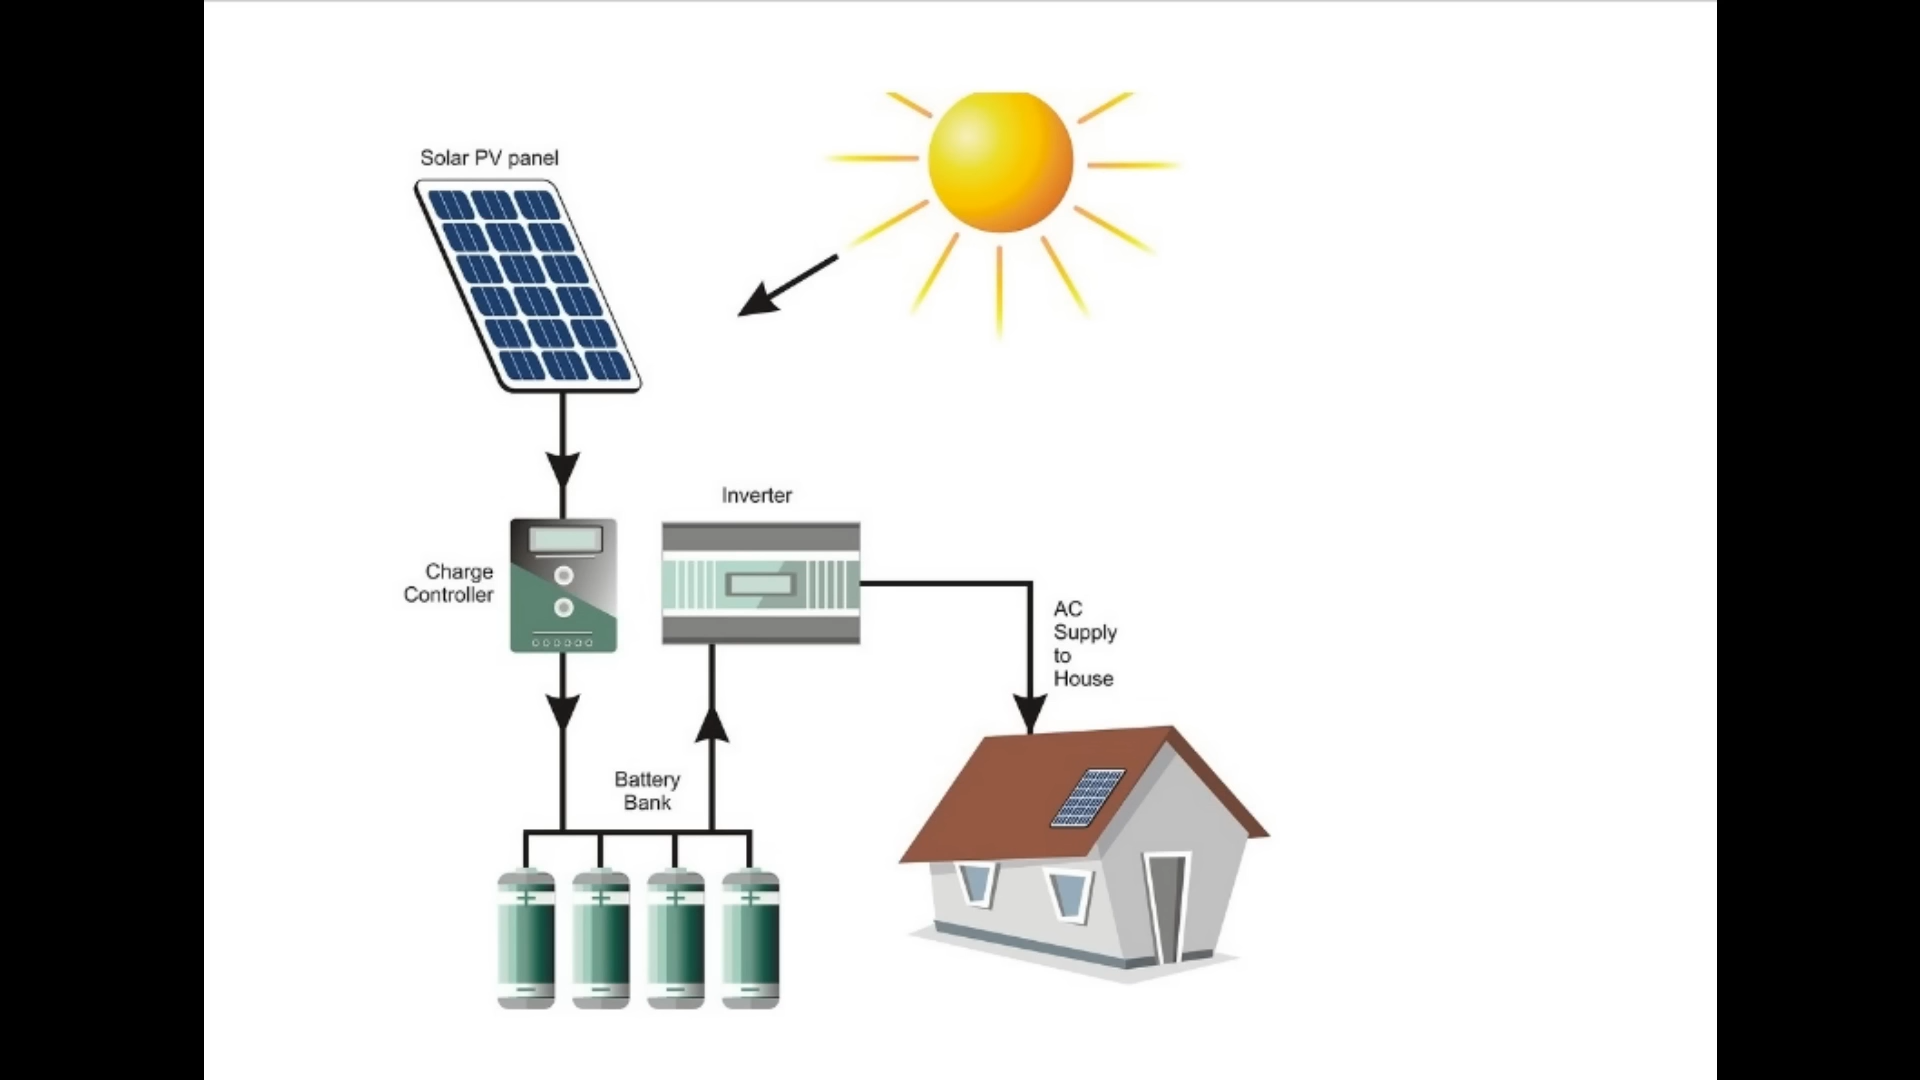 Solar PV panel
Inverter
Charge
Controller
AC
Supply
to
House
Battery
Bank